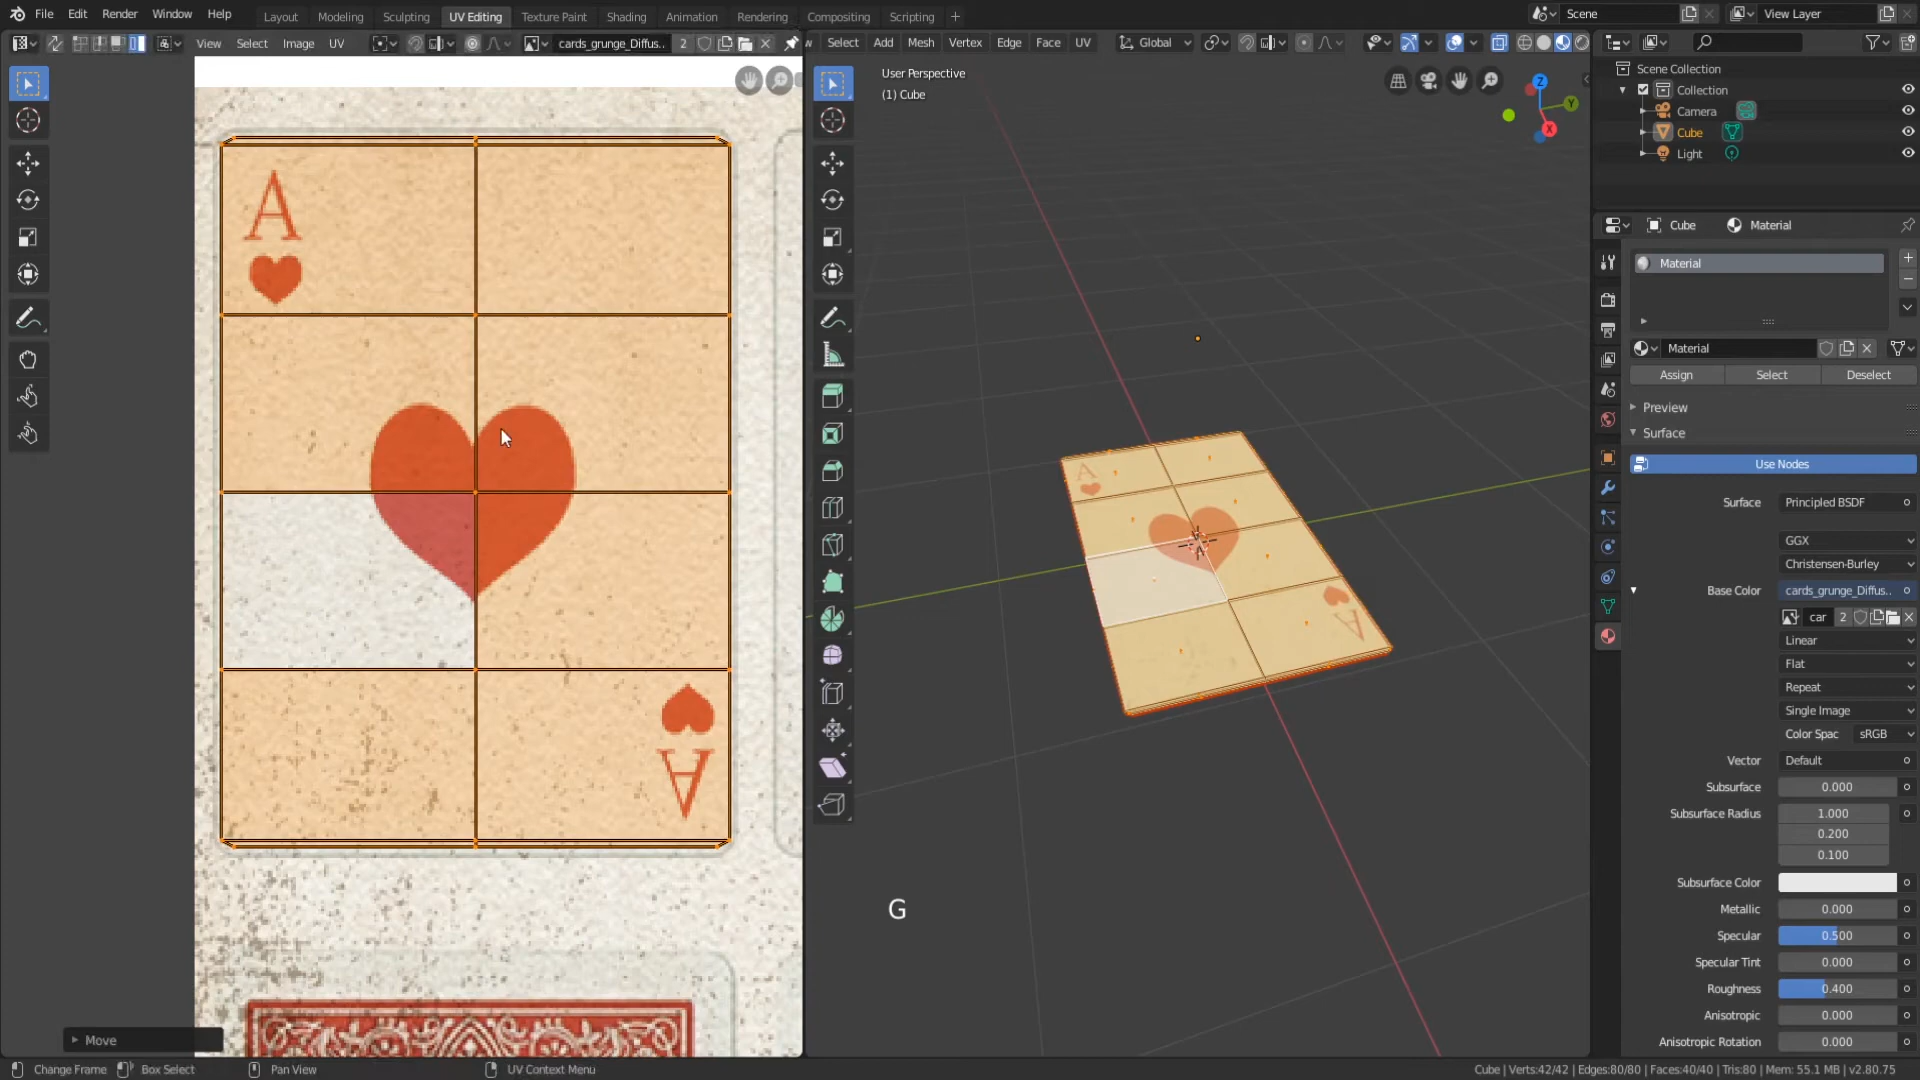 File Edit Render Window Help Layout Modeling Sculpting UV Editing Texture Paint Shading Animation Rendering Compositing Scripting + Scene View Layer
View Select Image UV cards_grunge_Diffus.. 2 Select Add Mesh Vertex Edge Face UV Global
User Perspective
(1) Cube
Scene Collection
Collection
Camera
Cube
Light
Cube Material
Material
Material
Assign Select Deselect
Preview
Surface
Use Nodes
Surface Principled BSDF
GGX
Christensen-Burley
Base Color cards_grunge_Diffus..
car 2
Linear
Flat
Repeat
Single Image
Color Spac sRGB
Vector Default
Subsurface 0.000
Subsurface Radius 1.000
0.200
0.100
Subsurface Color
Metallic 0.000
Specular 0.500
Specular Tint 0.000
Roughness 0.400
Anisotropic 0.000
Anisotropic Rotation 0.000
A
A
A
A
Z
Y
X
G
Move
Change Frame Box Select Pan View UV Context Menu Cube | Verts:42/42 | Edges:80/80 | Faces:40/40 | Tris:80 | Mem: 55.1 MB | v2.80.75